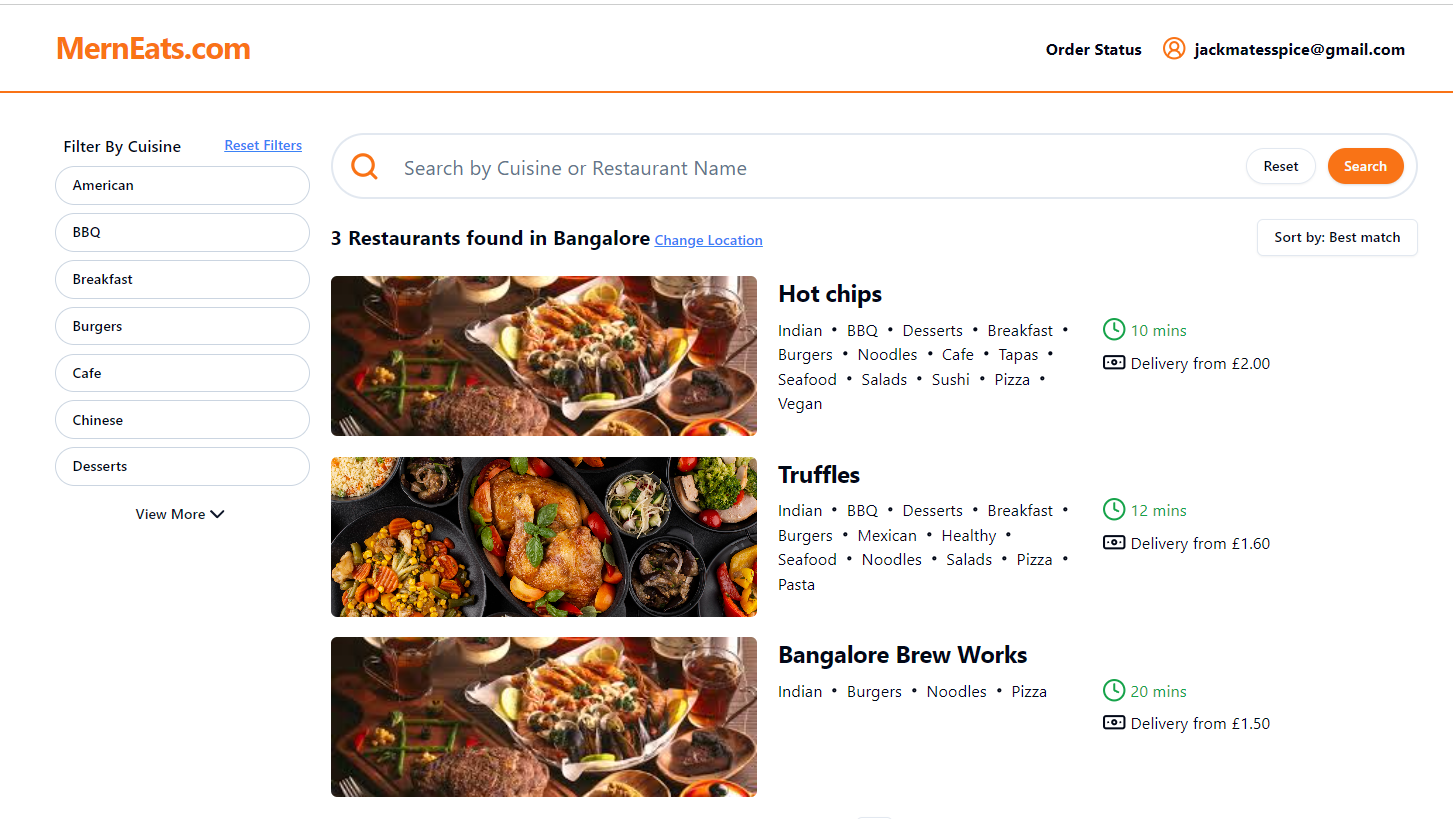 MernEats.com
Order Status
jackmatesspice@gmail.com
Filter By Cuisine
Reset Filters
American
BBQ
Breakfast
Burgers
Cafe
Chinese
Desserts
View More
Search by Cuisine or Restaurant Name
Reset
Search
3 Restaurants found in Bangalore Change Location
Sort by: Best match
Hot chips
Indian • BBQ • Desserts • Breakfast •
Burgers • Noodles • Cafe • Tapas •
Seafood • Salads • Sushi • Pizza •
Vegan
10 mins
Delivery from £2.00
Truffles
Indian • BBQ • Desserts • Breakfast •
Burgers • Mexican • Healthy •
Seafood • Noodles • Salads • Pizza •
Pasta
12 mins
Delivery from £1.60
Bangalore Brew Works
Indian • Burgers • Noodles • Pizza
20 mins
Delivery from £1.50